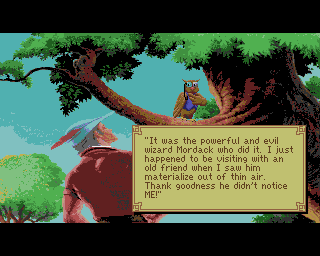 "It was the powerful and evil
wizard Mordack who did it. I just
happened to be visiting with an
old friend when I saw him
materialize out of thin air.
Thank goodness he didn't notice
ME!"